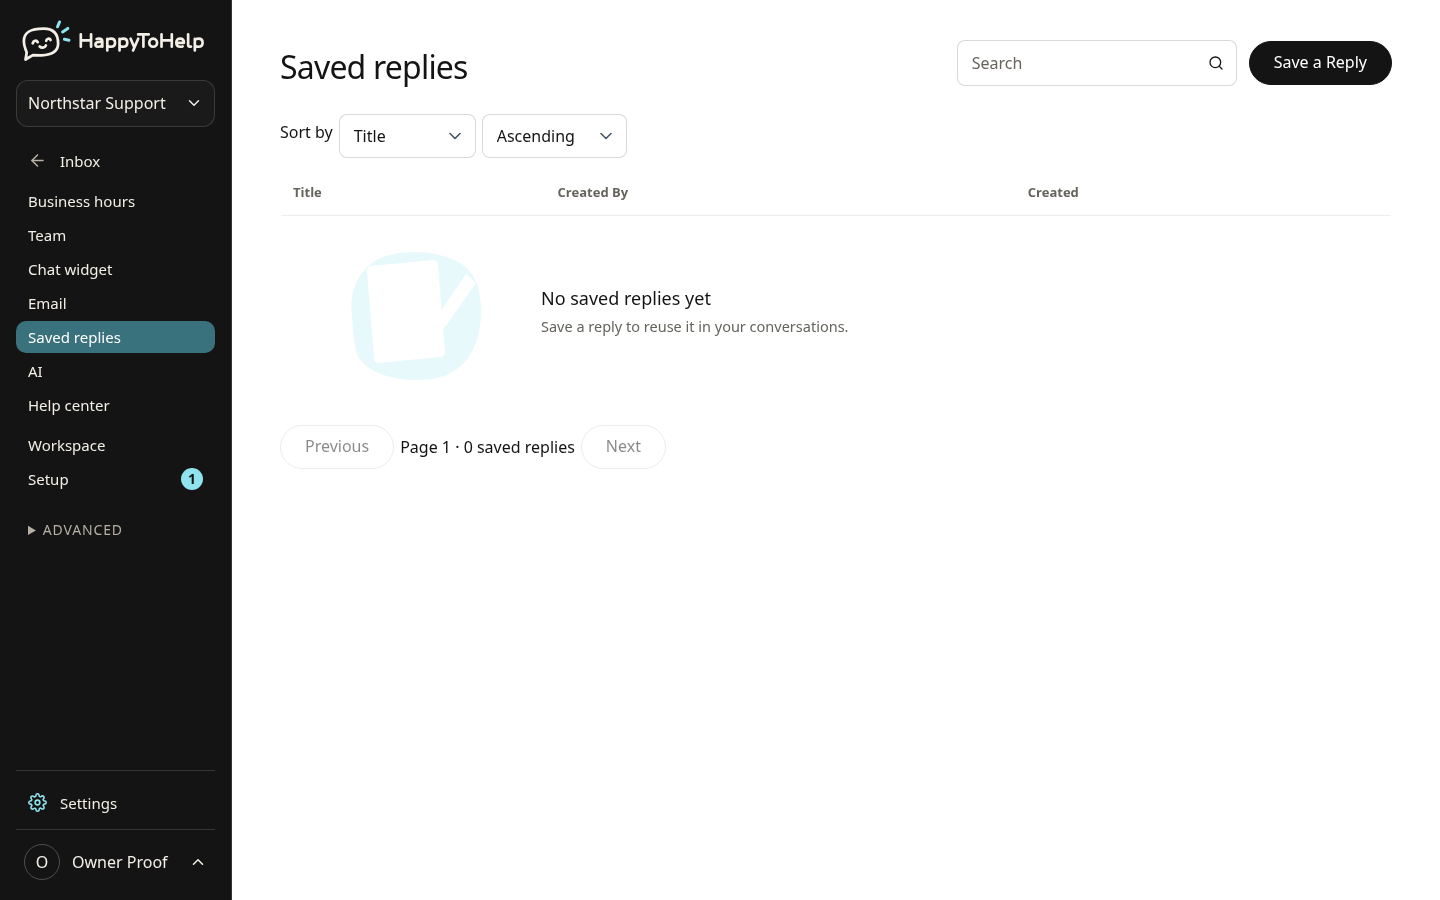 HappyToHelp
Northstar Support
Inbox
Business hours
Team
Chat widget
Email
Saved replies
AI
Help center
Workspace
Setup 1
ADVANCED
Settings
O Owner Proof
Saved replies
Search
Save a Reply
Sort by Title Ascending
Title Created By Created
No saved replies yet
Save a reply to reuse it in your conversations.
Previous Page 1 · 0 saved replies Next